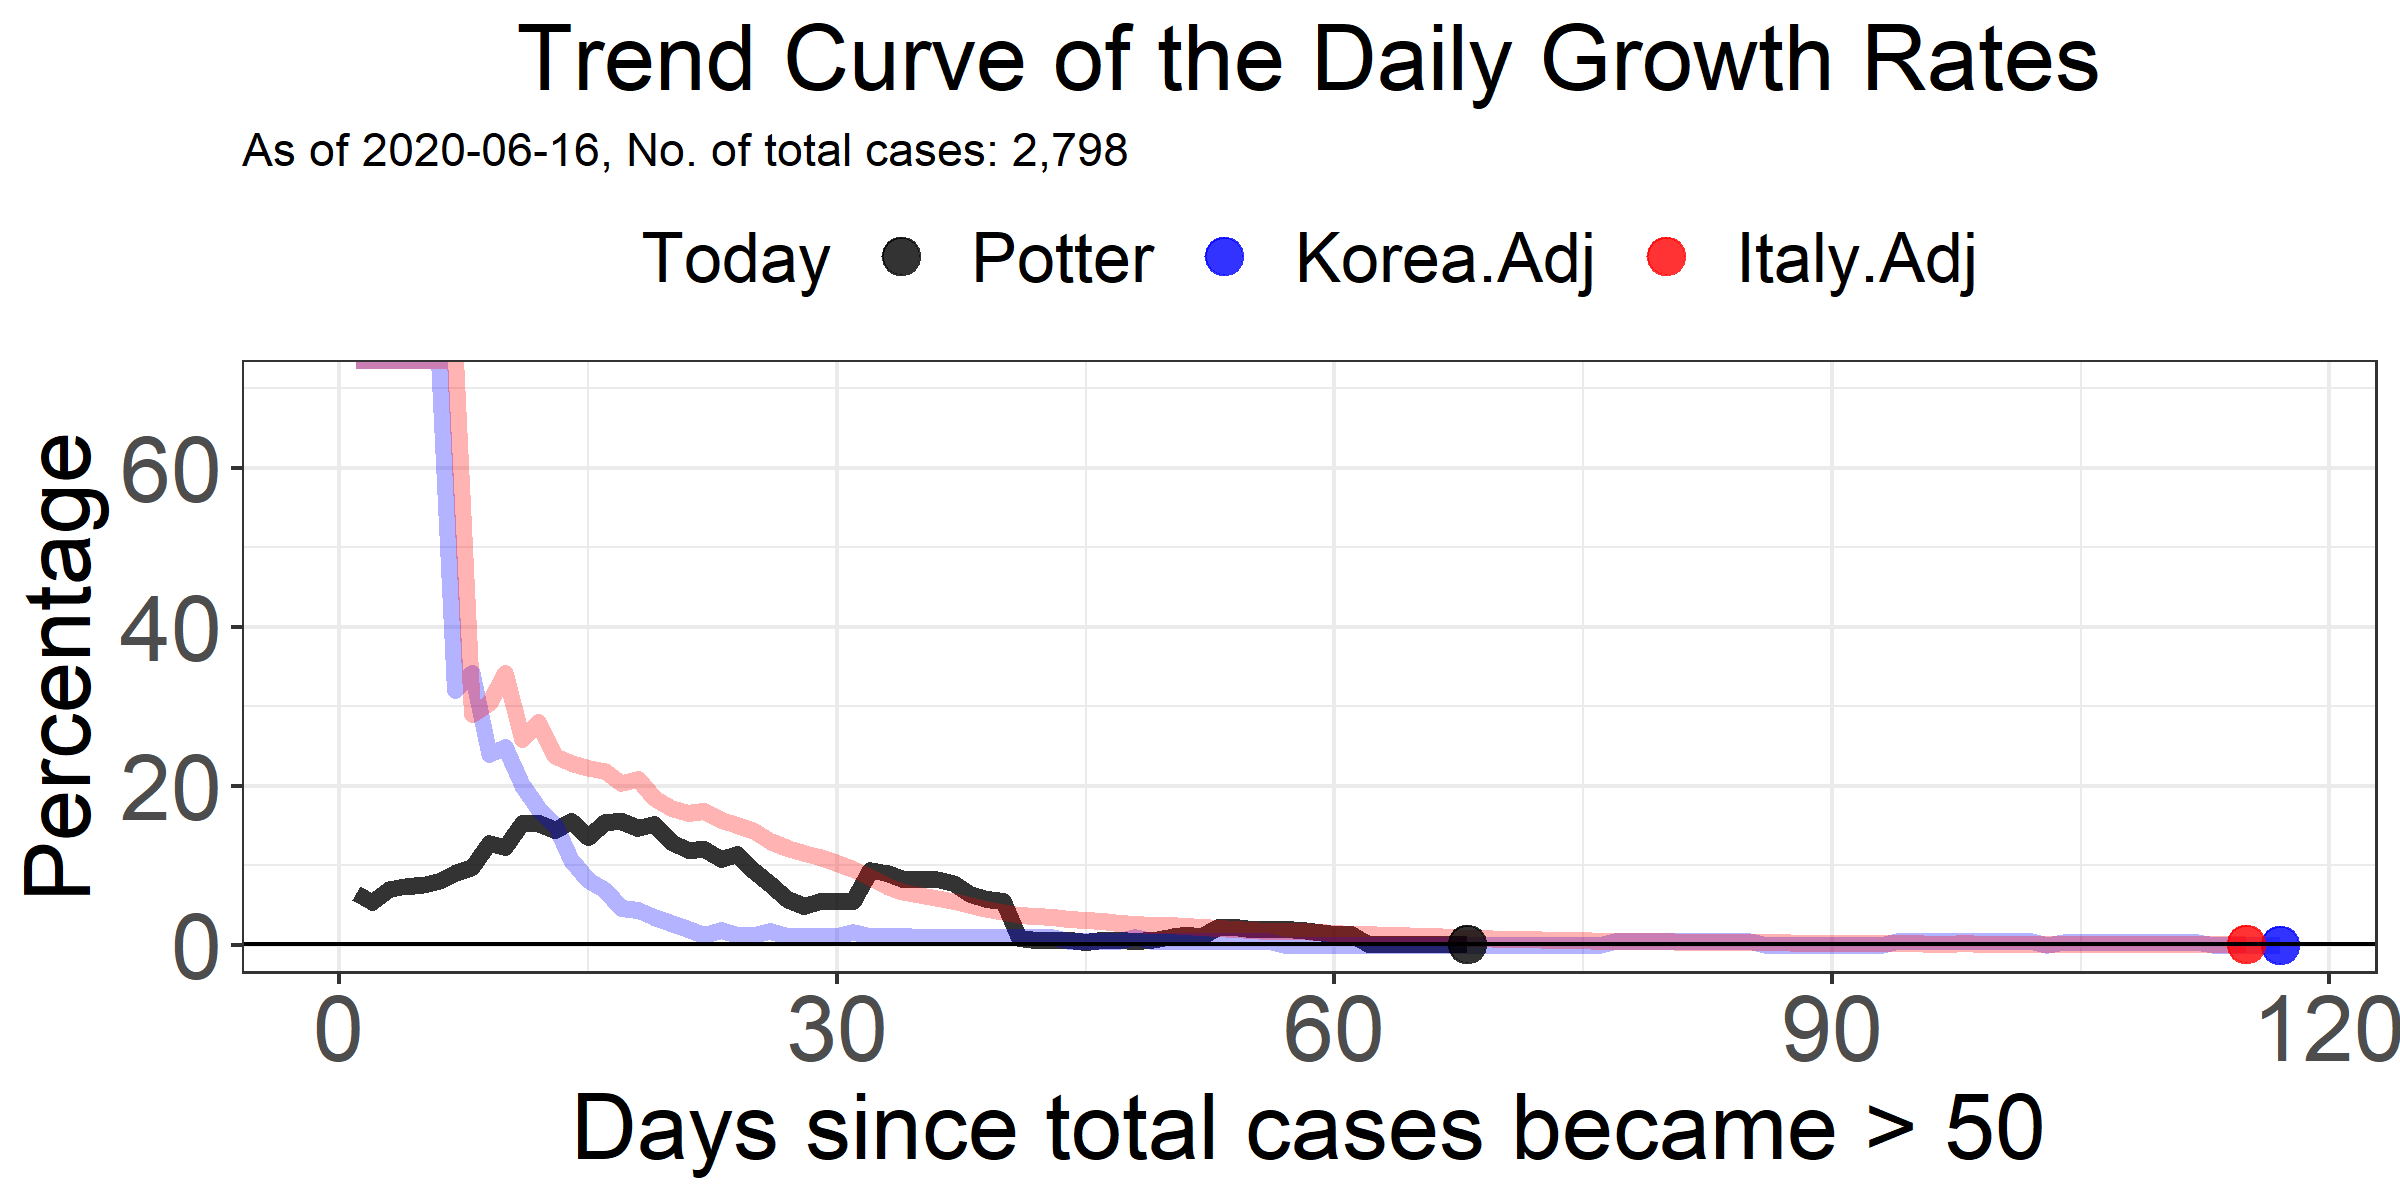 Trend Curve of the Daily Growth Rates
As of 2020-06-16, No. of total cases: 2,798
Today Potter Korea.Adj Italy.Adj
Percentage
60
40
20
0
0 30 60 90 120
Days since total cases became > 50